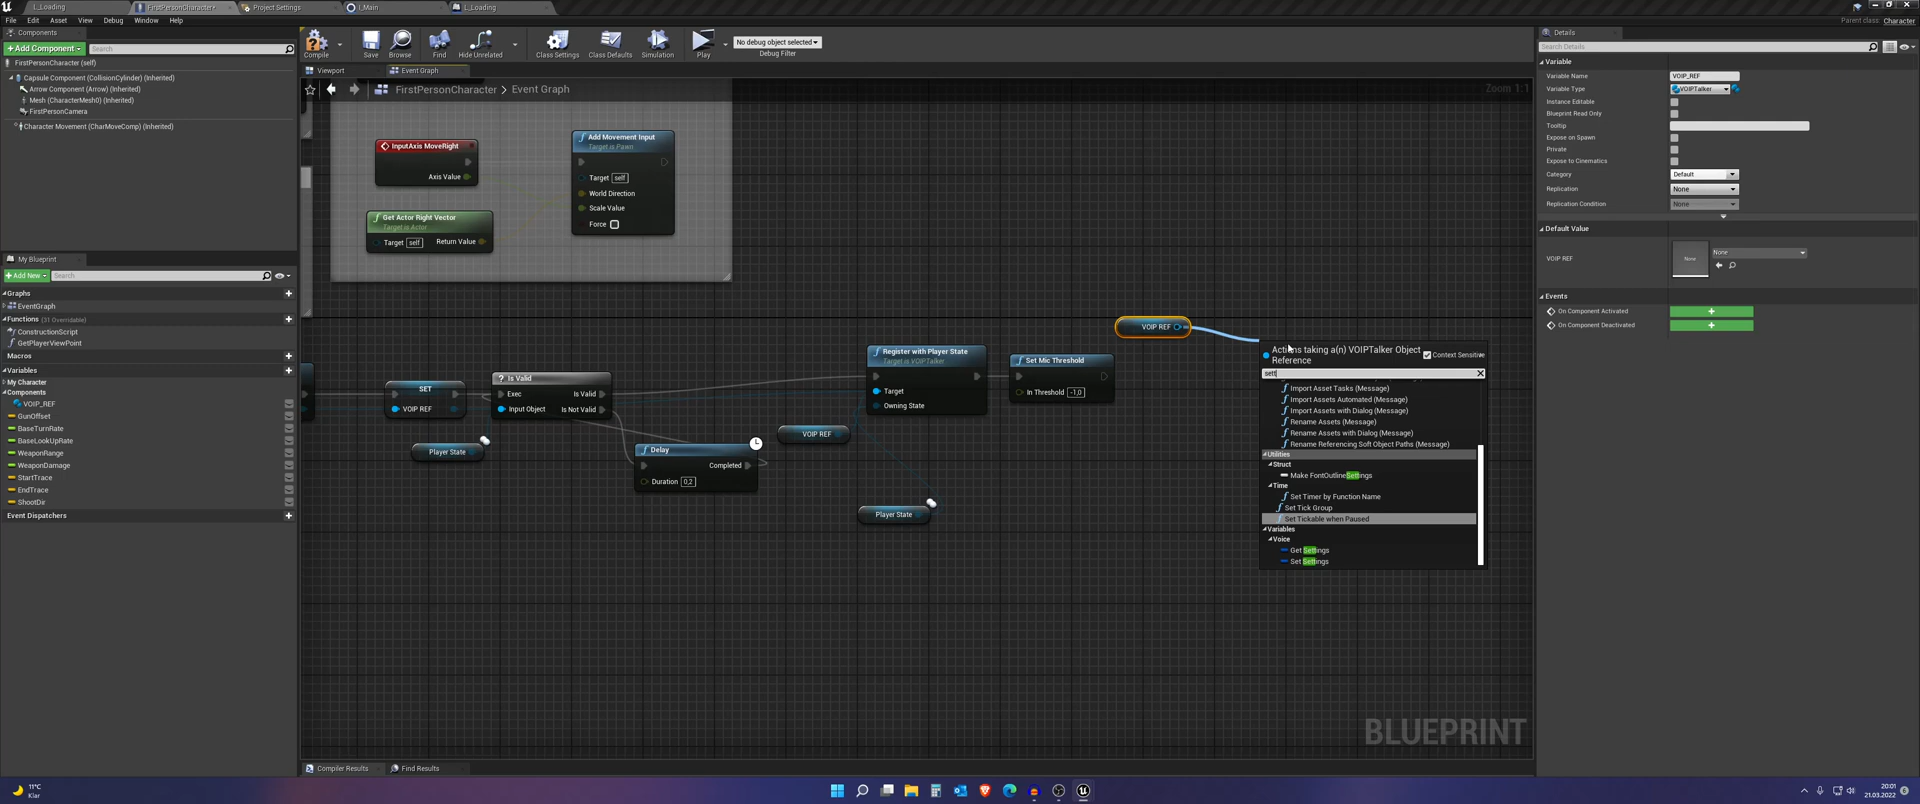 L_Loading
FirstPersonCharacter
Project Settings
L_Main
L_Loading
File Edit Asset View Debug Window Help
Parent class: Character
Components
+Add Component
Search
FirstPersonCharacter (self)
Capsule Component (CollisionCylinder) (Inherited)
Arrow Component (Arrow) (Inherited)
Mesh (CharacterMesh0) (Inherited)
FirstPersonCamera
Character Movement (CharMoveComp) (Inherited)
Compile
Save
Browse
Find
Hide Unrelated
Class Settings
Class Defaults
Simulation
Play
No debug object selected
Debug Filter
Viewport
Event Graph
FirstPersonCharacter > Event Graph
Zoom 1:1
My Blueprint
+Add New
Search
Graphs
EventGraph
Functions (31 Overridable)
ConstructionScript
GetPlayerViewPoint
Macros
Variables
My Character
Components
VOIP_REF
GunOffset
BaseTurnRate
BaseLookUpRate
WeaponRange
WeaponDamage
StartTrace
EndTrace
ShootDir
Event Dispatchers
InputAxis MoveRight
Axis Value
Get Actor Right Vector
Target is Actor
Target self
Return Value
Add Movement Input
Target is Pawn
Target self
World Direction
Scale Value
Force
SET
VOIP REF
Player State
Is Valid
Exec
Is Valid
Input Object
Is Not Valid
Delay
Completed
Duration 0,2
VOIP REF
Register with Player State
Target is VOIPTalker
Target
Owning State
Player State
Set Mic Threshold
In Threshold -1,0
VOIP REF
Actions taking a(n) VOIPTalker Object
Reference
Context Sensitive
sett
Import Asset Tasks (Message)
Import Assets Automated (Message)
Import Assets with Dialog (Message)
Rename Assets (Message)
Rename Assets with Dialog (Message)
Rename Referencing Soft Object Paths (Message)
Utilities
Struct
Make FontOutlineSettings
Time
Set Timer by Function Name
Set Tick Group
Set Tickable when Paused
Variables
Voice
Get Settings
Set Settings
BLUEPRINT
Compiler Results
Find Results
Details
Search Details
Variable
Variable Name
VOIP_REF
Variable Type
VOIPTalker
Instance Editable
Blueprint Read Only
Tooltip
Expose on Spawn
Private
Expose to Cinematics
Category
Default
Replication
None
Replication Condition
None
Default Value
VOIP REF
None
None
Events
On Component Activated
On Component Deactivated
11°C
Klar
20:01
21.03.2022